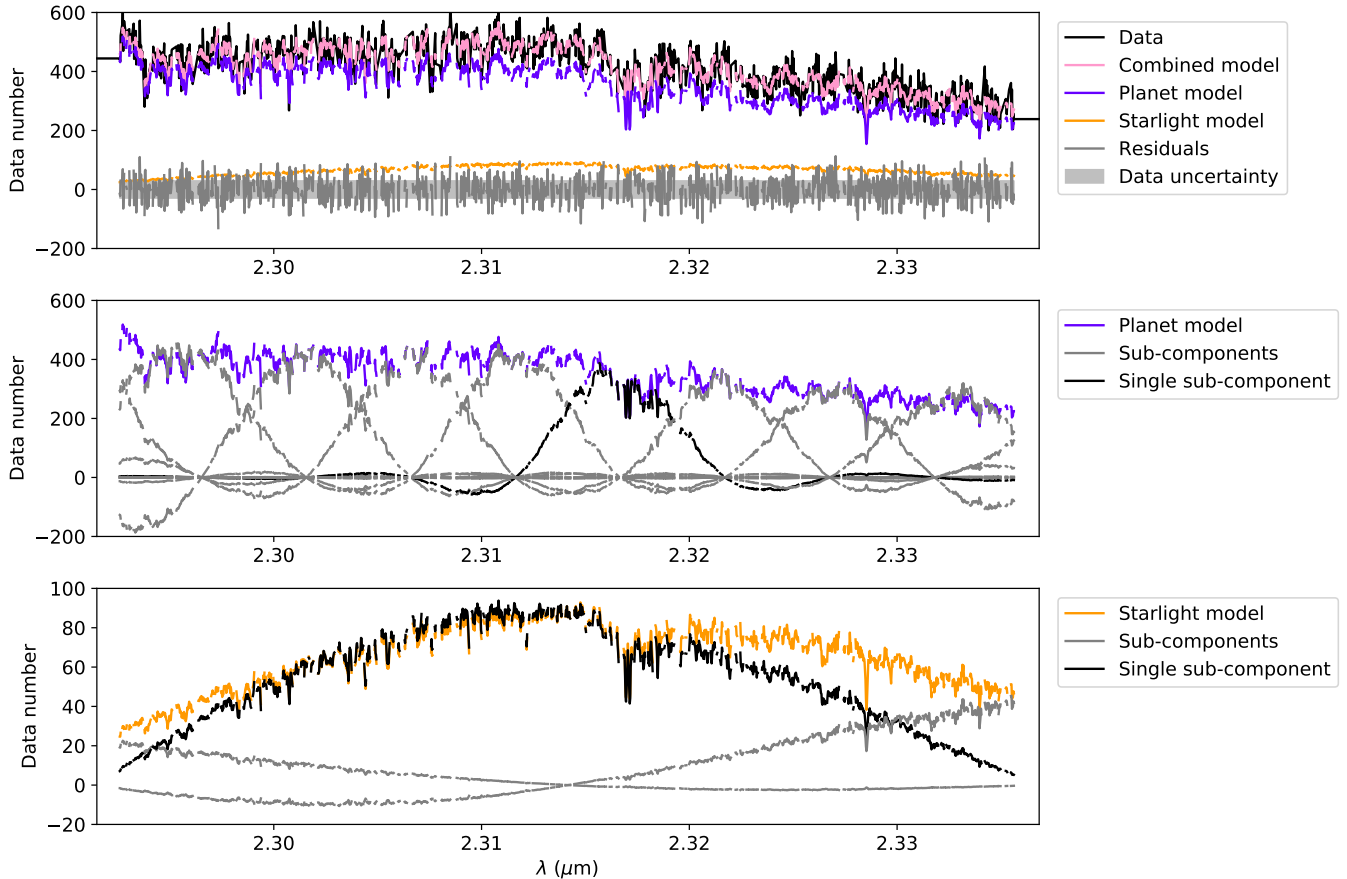 600
400
200
0
−200
Data number
2.30 2.31 2.32 2.33
Data
Combined model
Planet model
Starlight model
Residuals
Data uncertainty
600
400
200
0
−200
Data number
2.30 2.31 2.32 2.33
Planet model
Sub-components
Single sub-component
100
80
60
40
20
0
−20
Data number
2.30 2.31 2.32 2.33
λ (μm)
Starlight model
Sub-components
Single sub-component